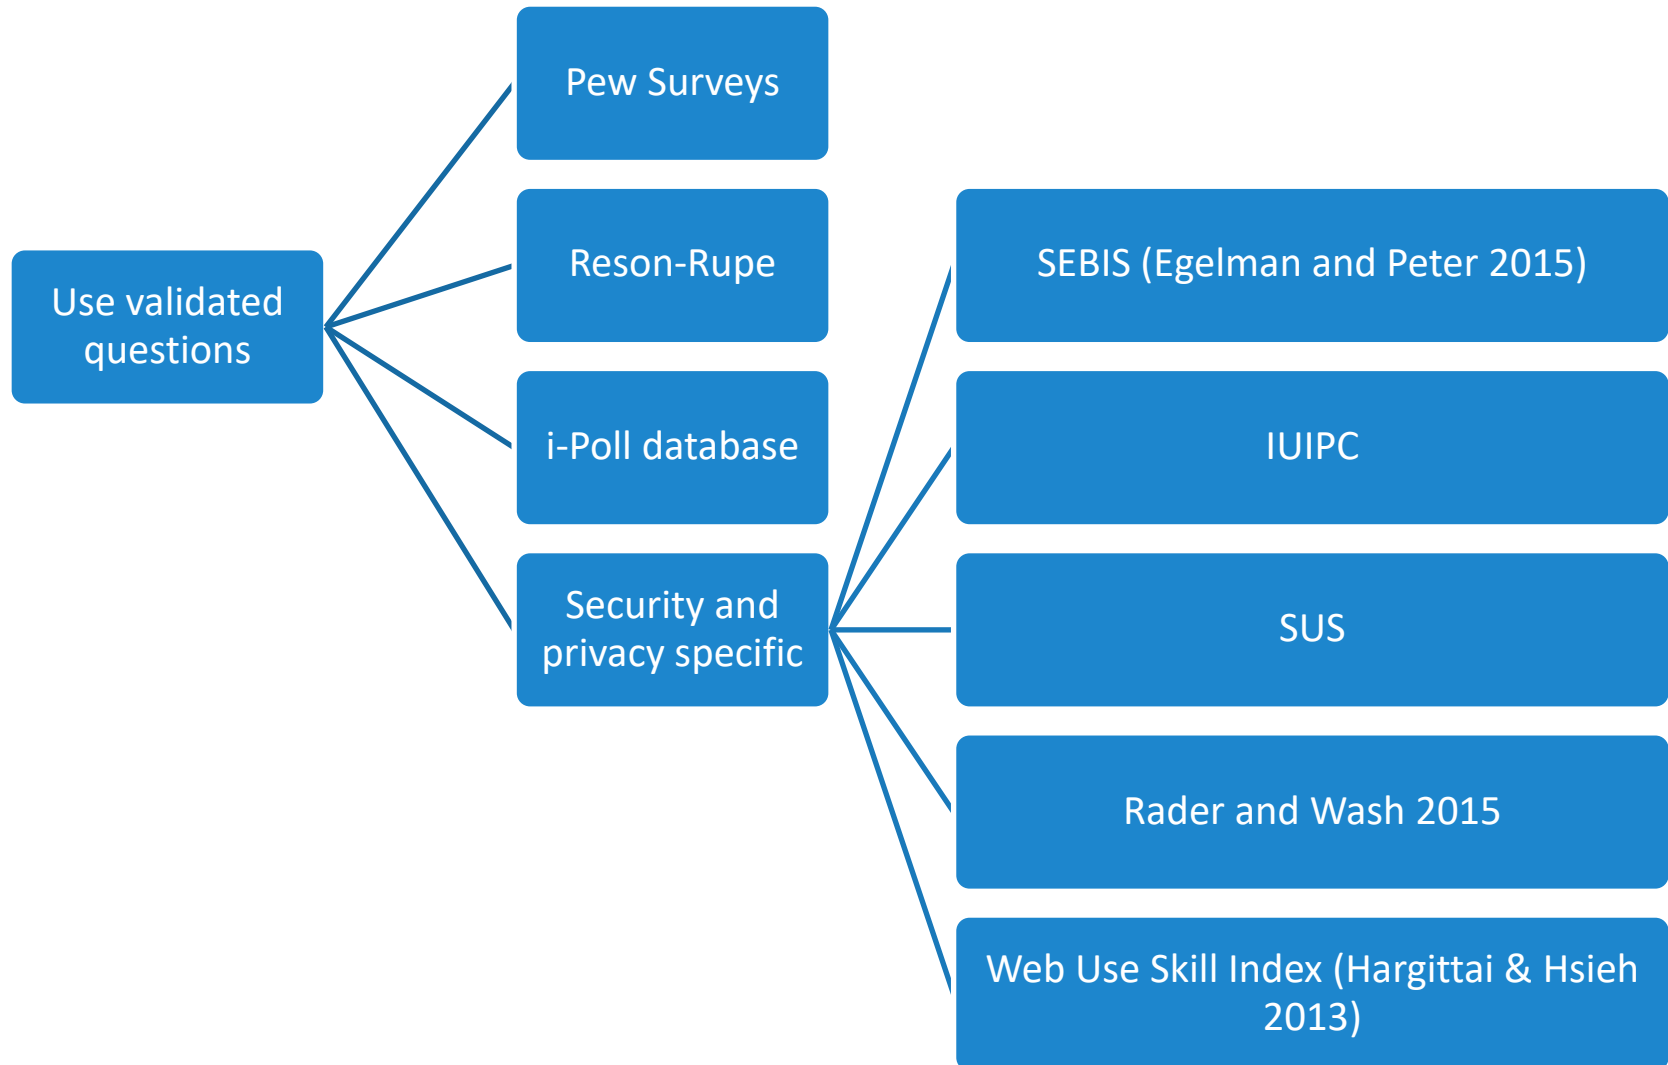 Use validated
questions
Pew Surveys
Reson-Rupe
i-Poll database
Security and
privacy specific
SEBIS (Egelman and Peter 2015)
IUIPC
SUS
Rader and Wash 2015
Web Use Skill Index (Hargittai & Hsieh
2013)